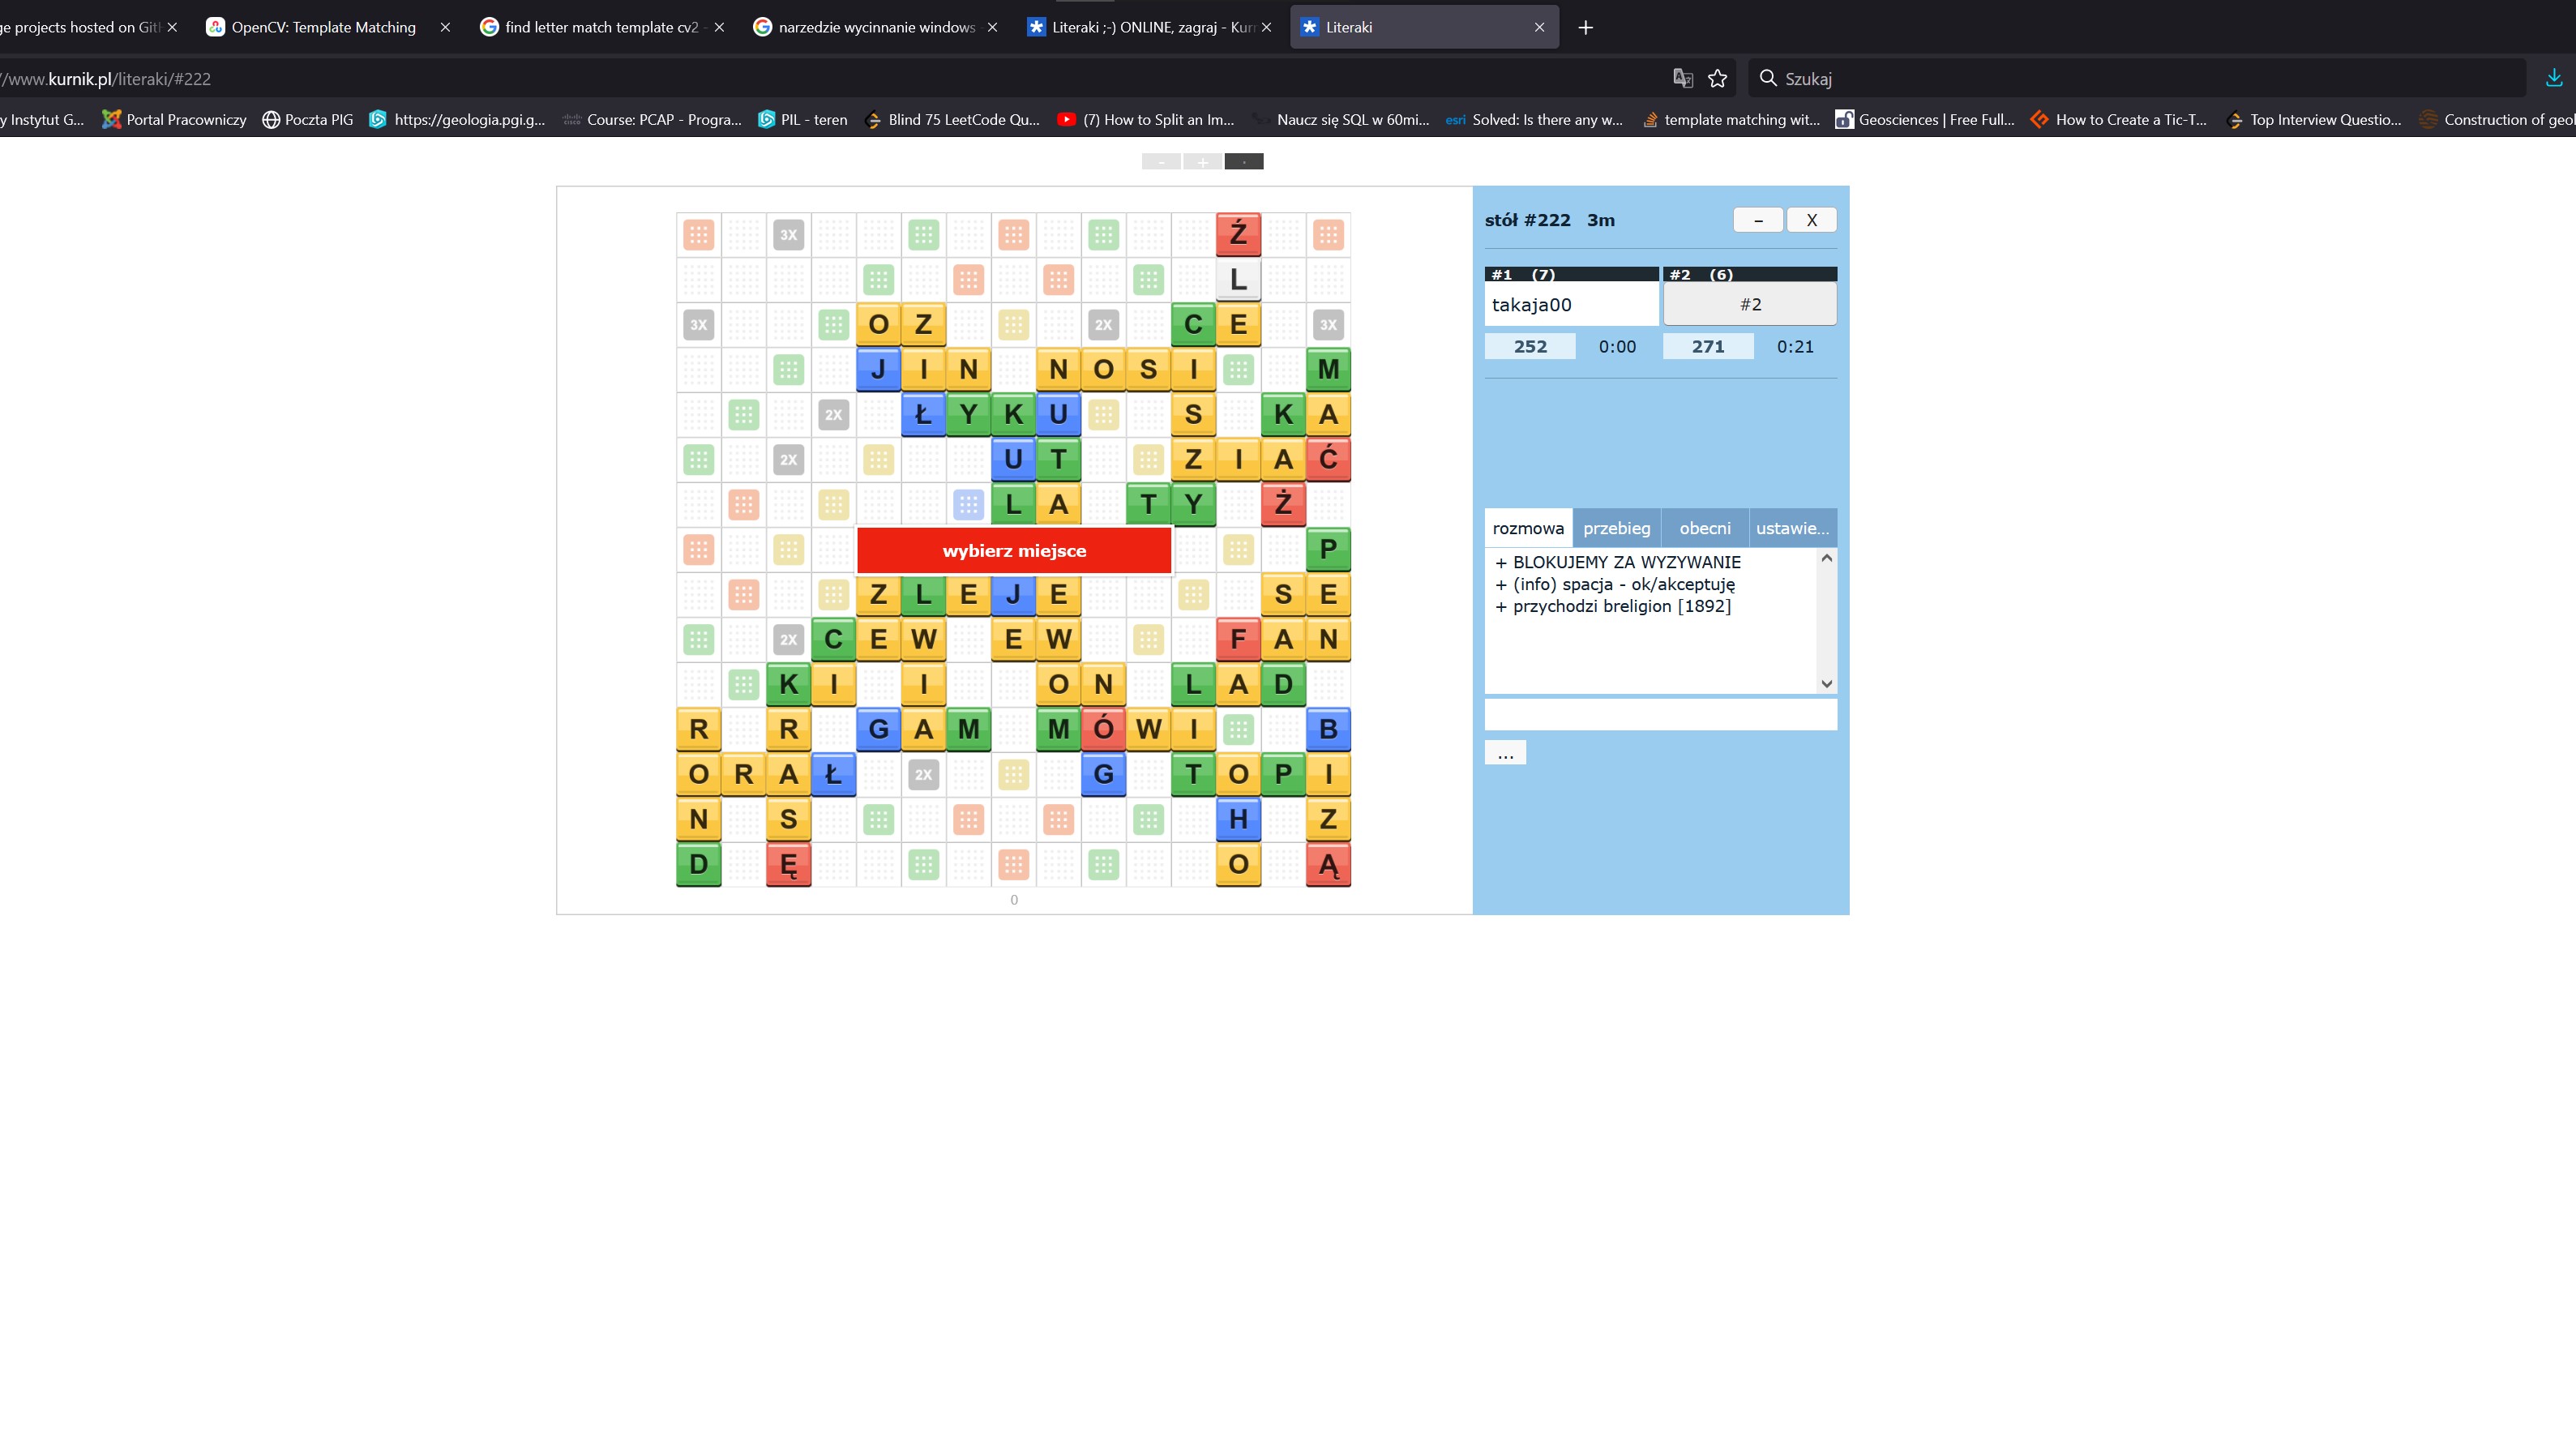 ge projects hosted on Gitl
OpenCV: Template Matching
find letter match template cv2 -
narzedzie wycinnanie windows -
Literaki ;-) ONLINE, zagraj - Kurn
Literaki
//www.kurnik.pl/literaki/#222
Szukaj
y Instytut G...
Portal Pracowniczy
Poczta PIG
https://geologia.pgi.g...
Course: PCAP - Progra...
PIL - teren
Blind 75 LeetCode Qu...
(7) How to Split an Im...
Naucz się SQL w 60mi...
esri
Solved: Is there any w...
template matching wit...
Geosciences | Free Full...
How to Create a Tic-T...
Top Interview Questio...
Construction of geol
- +
3X Ź
L
3X O Z 2X C E 3X
J I N N O S I M
2X Ł Y K U S K A
2X U T Z I A Ć
L A T Y Ż
wybierz miejsce P
Z L E J E S E
2X C E W E W F A N
K I I O N L A D
R R G A M M Ó W I B
O R A Ł 2X G T O P I
N S H Z
D Ę O Ą
0
stół #222 3m
– X
#1 (7) #2 (6)
takaja00 #2
252 0:00 271 0:21
rozmowa przebieg obecni ustawie...
+ BLOKUJEMY ZA WYZYWANIE
+ (info) spacja - ok/akceptuję
+ przychodzi breligion [1892]
...